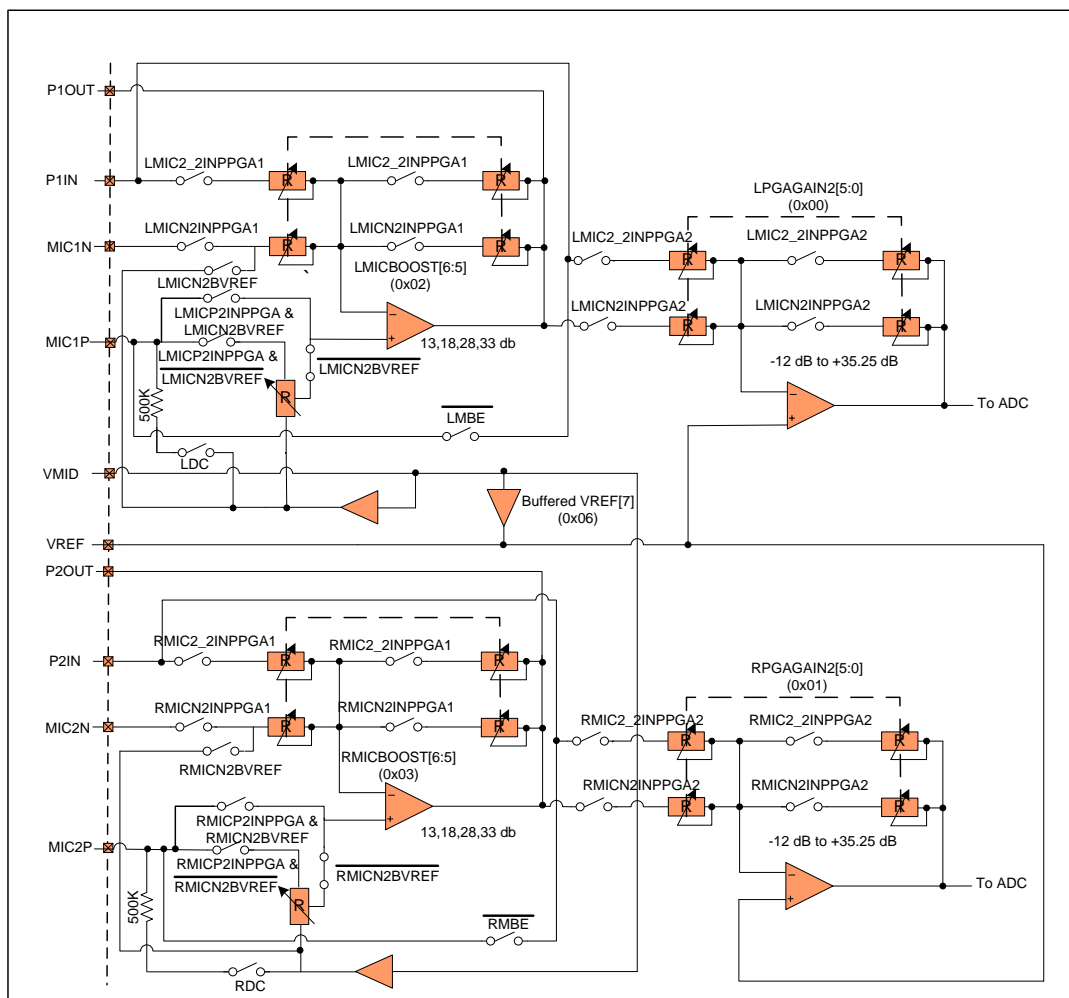 P1OUT
P1IN
LMIC2_2INPPGA1
R
LMIC2_2INPPGA1
R
MIC1N
LMICN2INPPGA1
R
LMICN2INPPGA1
R
LMICN2BVREF
LMICBOOST[6:5]
(0x02)
LMICP2INPPGA &
LMICN2BVREF
MIC1P
LMICP2INPPGA &
LMICN2BVREF
R
−
+
13,18,28,33 db
LMICN2BVREF
500K
LDC
LMBE
LPGAGAIN2[5:0]
(0x00)
LMIC2_2INPPGA2
R
LMIC2_2INPPGA2
R
LMICN2INPPGA2
R
LMICN2INPPGA2
R
-12 dB to +35.25 dB
−
+
To ADC
VMID
Buffered VREF[7]
(0x06)
VREF
P2OUT
P2IN
RMIC2_2INPPGA1
R
RMIC2_2INPPGA1
R
MIC2N
RMICN2INPPGA1
R
RMICN2INPPGA1
R
RMICN2BVREF
RMICBOOST[6:5]
(0x03)
RMICP2INPPGA &
RMICN2BVREF
MIC2P
RMICP2INPPGA &
RMICN2BVREF
R
−
+
13,18,28,33 db
RMICN2BVREF
500K
RDC
RMBE
RPGAGAIN2[5:0]
(0x01)
RMIC2_2INPPGA2
R
RMIC2_2INPPGA2
R
RMICN2INPPGA2
R
RMICN2INPPGA2
R
-12 dB to +35.25 dB
−
+
To ADC